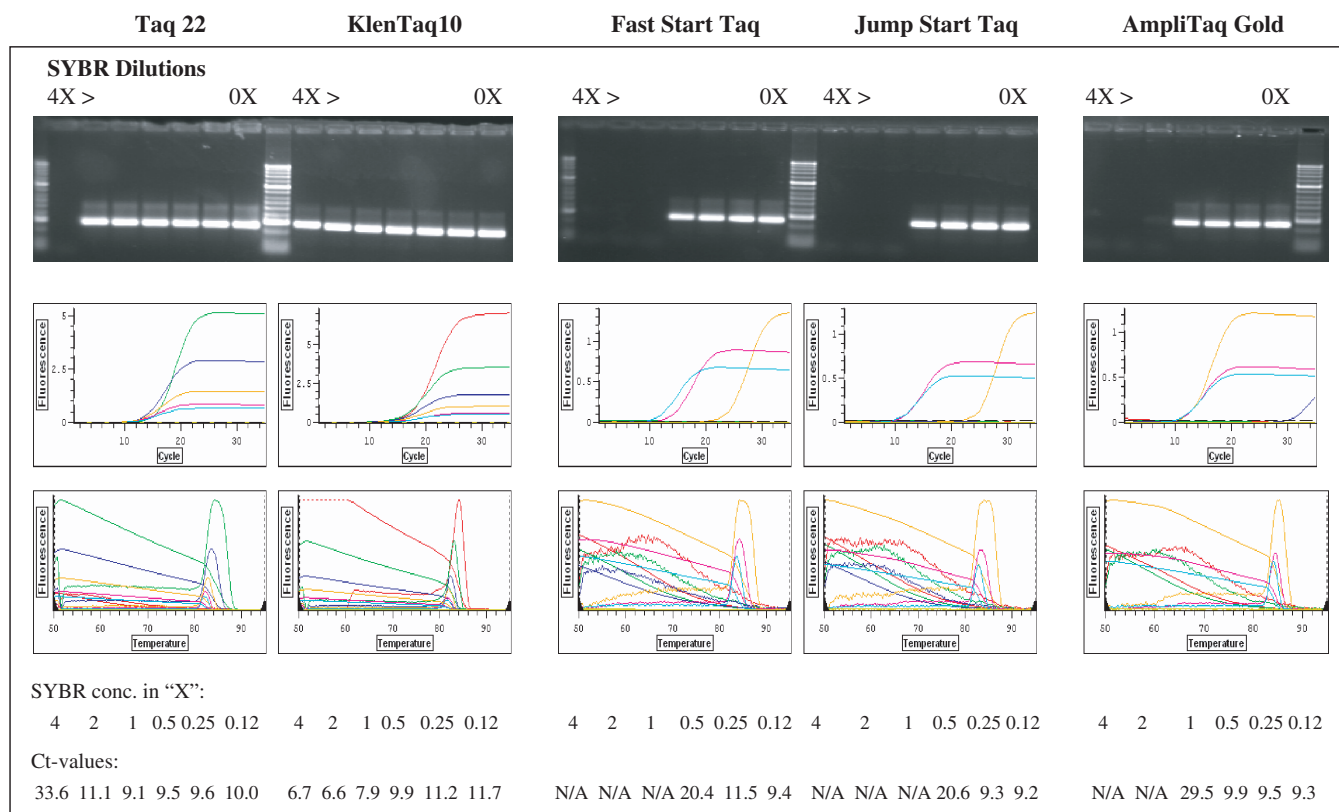 Taq 22 KlenTaq10 Fast Start Taq Jump Start Taq AmpliTaq Gold
SYBR Dilutions
4X > 0X 4X > 0X 4X > 0X 4X > 0X 4X > 0X
Fluorescence 5 2.5 0 10 20 30 Cycle
Fluorescence 5 2.5 0 10 20 30 Cycle
Fluorescence 1 0.5 0 10 20 30 Cycle
Fluorescence 1 0.5 0 10 20 30 Cycle
Fluorescence 1 0.5 0 10 20 30 Cycle
Fluorescence 50 60 70 80 90 Temperature
Fluorescence 50 60 70 80 90 Temperature
Fluorescence 50 60 70 80 90 Temperature
Fluorescence 50 60 70 80 90 Temperature
Fluorescence 50 60 70 80 90 Temperature
SYBR conc. in “X”:
4 2 1 0.5 0.25 0.12 4 2 1 0.5 0.25 0.12 4 2 1 0.5 0.25 0.12 4 2 1 0.5 0.25 0.12 4 2 1 0.5 0.25 0.12
Ct-values:
33.6 11.1 9.1 9.5 9.6 10.0 6.7 6.6 7.9 9.9 11.2 11.7 N/A N/A N/A 20.4 11.5 9.4 N/A N/A N/A 20.6 9.3 9.2 N/A N/A 29.5 9.9 9.5 9.3